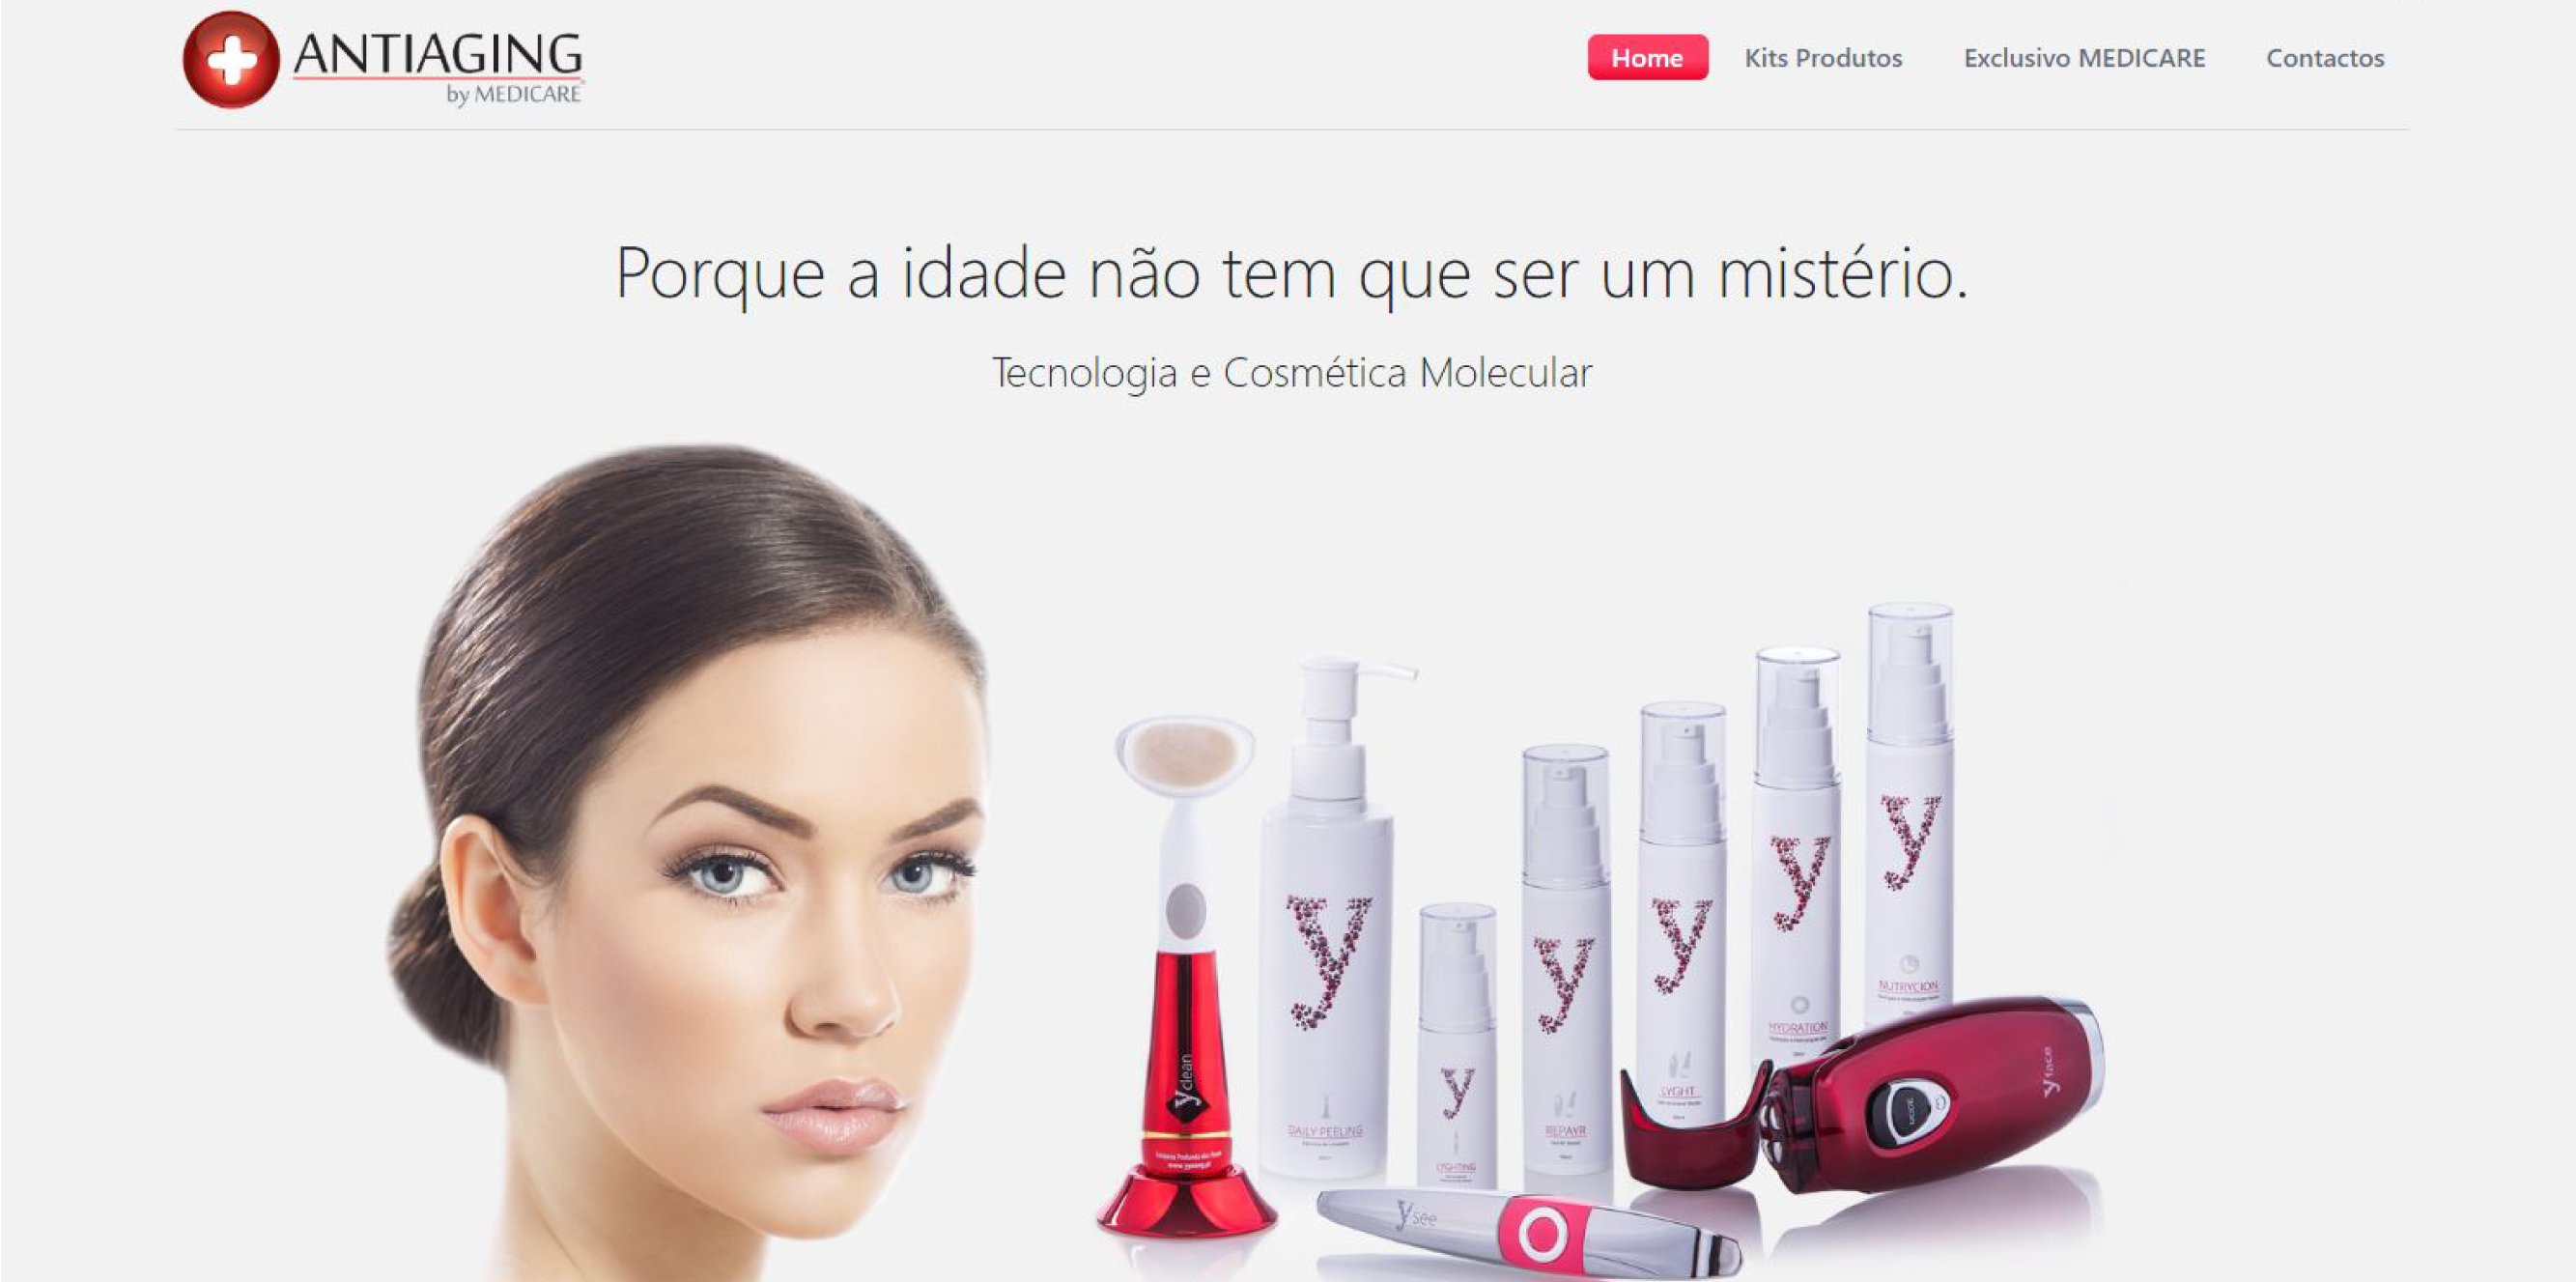 ANTIAGING
by MEDICARE
Home
Kits Produtos
Exclusivo MEDICARE
Contactos
Porque a idade não tem que ser um mistério.
Tecnologia e Cosmética Molecular
y
y
y
y
y
y
NUTRYCION
HYDRATION
LYGHT
REPAYR
DAILY PEELING
LYGHTING
y clean
y face
MODE
y see